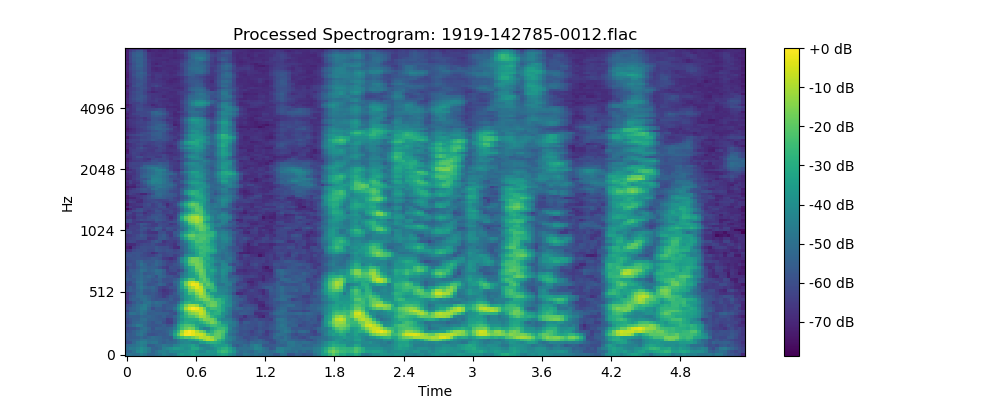 Processed Spectrogram: 1919-142785-0012.flac
+0 dB
-10 dB
-20 dB
-30 dB
-40 dB
-50 dB
-60 dB
-70 dB
4096
2048
1024
512
0
Hz
0
0.6
1.2
1.8
2.4
3
3.6
4.2
4.8
Time